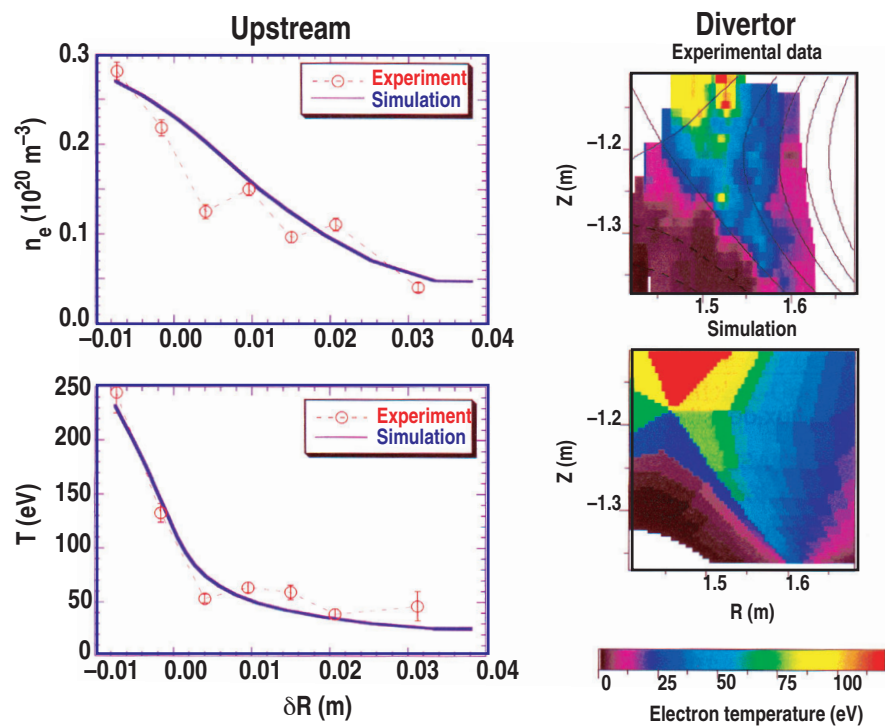 Upstream
0.3
0.2
0.1
0.0
n_e (10^20 m^−3)
Experiment
Simulation
−0.01 0.00 0.01 0.02 0.03 0.04
250
200
150
100
50
0
T (eV)
Experiment
Simulation
−0.01 0.00 0.01 0.02 0.03 0.04
δR (m)
Divertor
Experimental data
−1.2
−1.3
Z (m)
1.5 1.6
Simulation
−1.2
−1.3
Z (m)
1.5 1.6
R (m)
0 25 50 75 100
Electron temperature (eV)